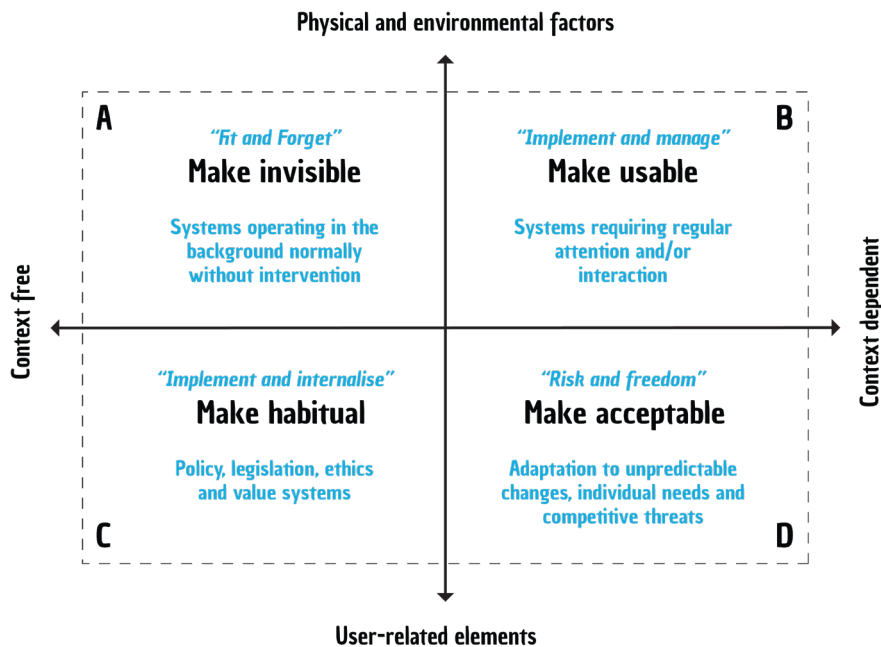 Physical and environmental factors
A
B
“Fit and Forget”
Make invisible
Systems operating in the
background normally
without intervention
“Implement and manage”
Make usable
Systems requiring regular
attention and/or
interaction
Context free
Context dependent
“Implement and internalise”
Make habitual
Policy, legislation, ethics
and value systems
“Risk and freedom”
Make acceptable
Adaptation to unpredictable
changes, individual needs and
competitive threats
C
D
User-related elements